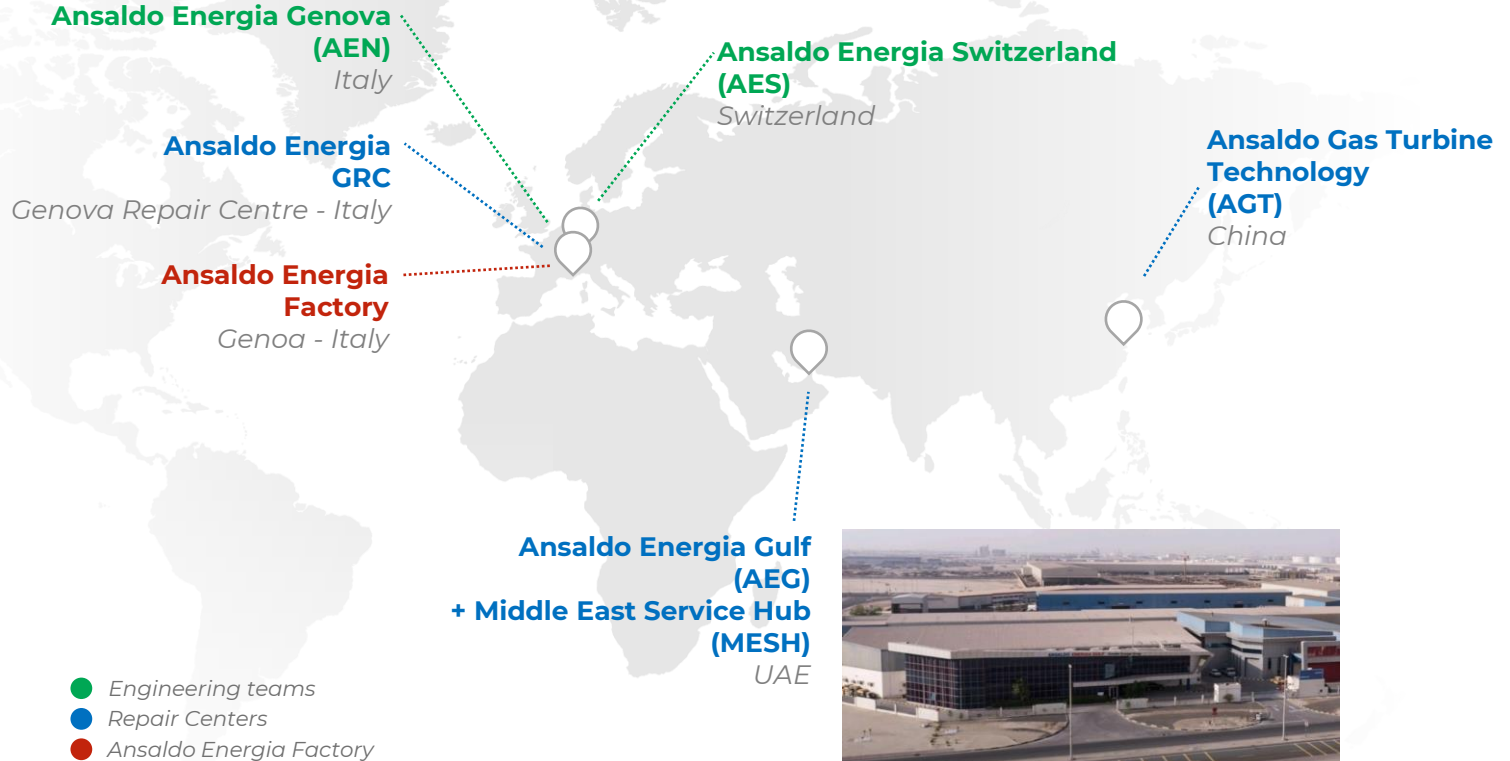 Ansaldo Energia Genova
(AEN)
Italy
Ansaldo Energia Switzerland
(AES)
Switzerland
Ansaldo Energia
GRC
Genova Repair Centre - Italy
Ansaldo Gas Turbine
Technology
(AGT)
China
Ansaldo Energia
Factory
Genoa - Italy
Ansaldo Energia Gulf
(AEG)
+ Middle East Service Hub
(MESH)
UAE
Engineering teams
Repair Centers
Ansaldo Energia Factory